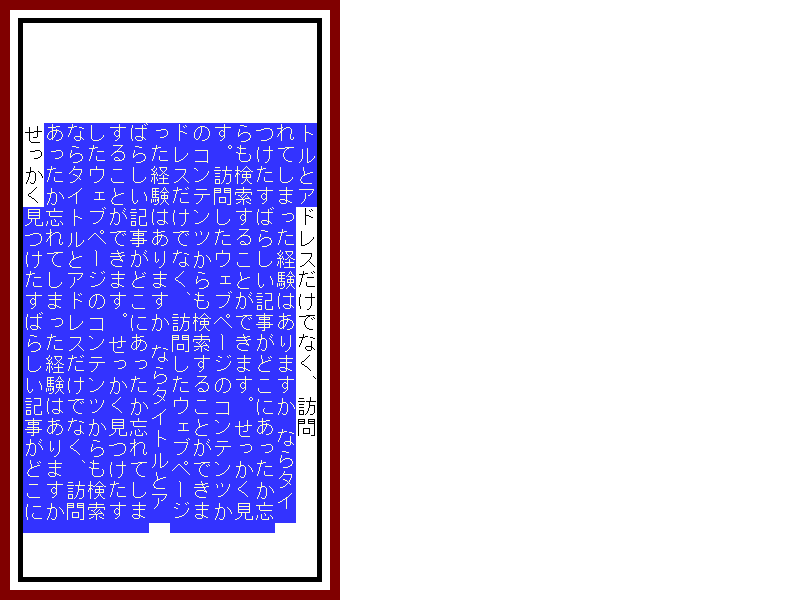 せっかく見つけたすばらしい記事がどこに
あったか忘れてしまった経験はありますか
ならタイトルとアドレスだけでなく、訪問
したウェブページのコンテンツからも検索
することができます。せっかく見つけたす
ばらしい記事がどこにあったか忘れてしま
った経験はありますか ならタイトルとア
ドレスだけでなく、訪問したウェブページ
のコンテンツからも検索することができま
す。訪問したウェブページのコンテンツか
らも検索することができます。せっかく見
つけたすばらしい記事がどこにあったか忘
れてしまった経験はありますか ならタイ
トルとアドレスだけでなく、訪問